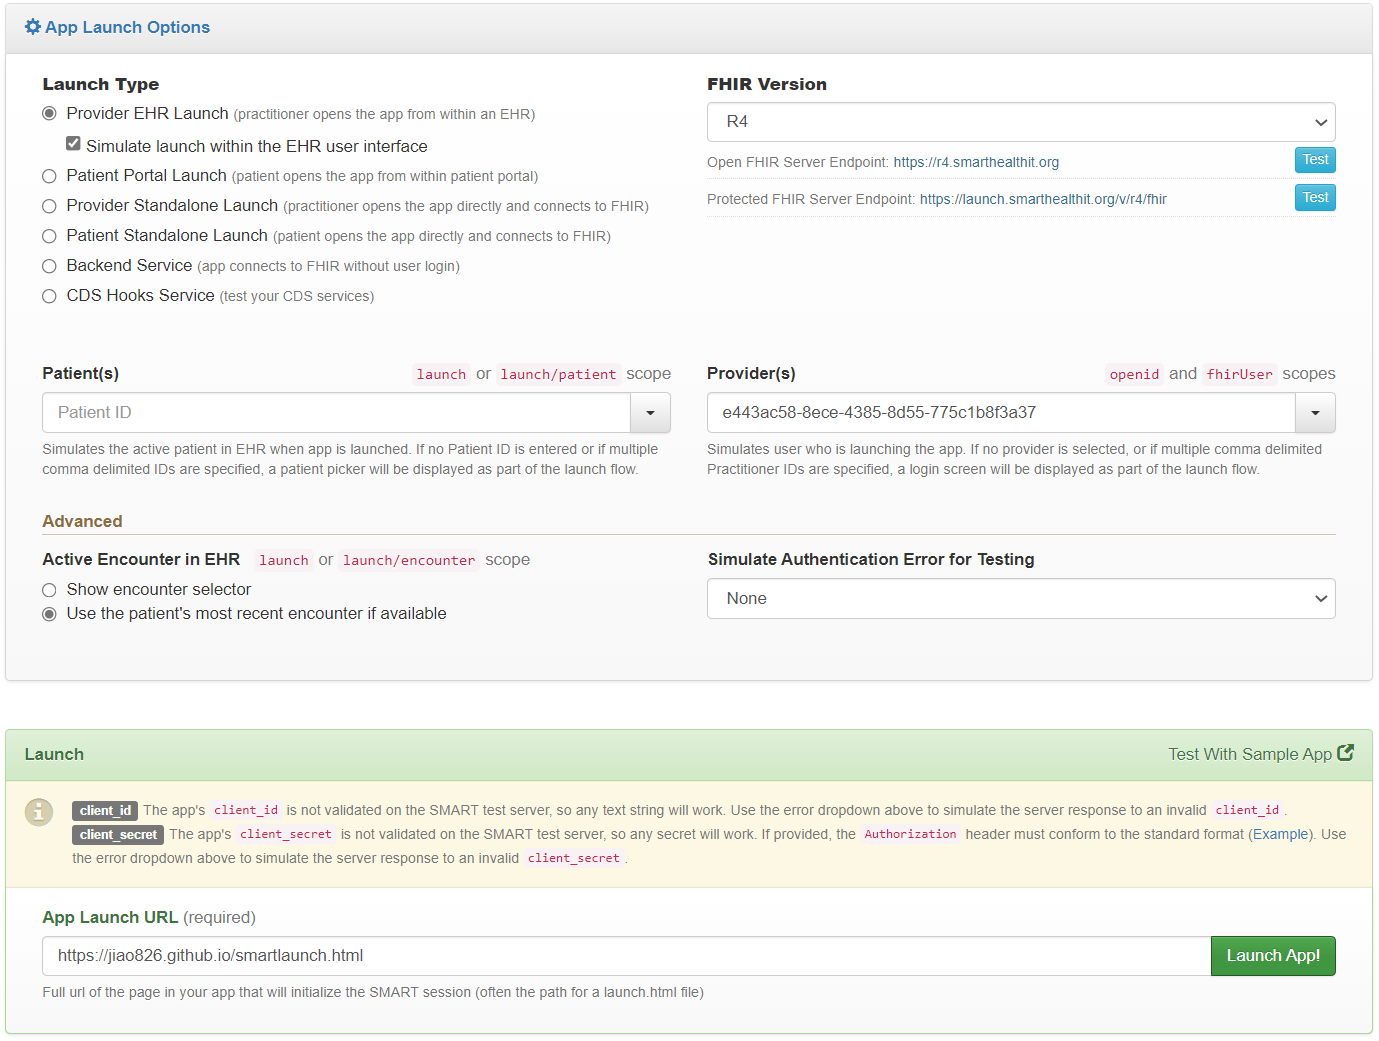 App Launch Options
Launch Type
Provider EHR Launch (practitioner opens the app from within an EHR)
Simulate launch within the EHR user interface
Patient Portal Launch (patient opens the app from within patient portal)
Provider Standalone Launch (practitioner opens the app directly and connects to FHIR)
Patient Standalone Launch (patient opens the app directly and connects to FHIR)
Backend Service (app connects to FHIR without user login)
CDS Hooks Service (test your CDS services)
FHIR Version
R4
Open FHIR Server Endpoint: https://r4.smarthealthit.org Test
Protected FHIR Server Endpoint: https://launch.smarthealthit.org/v/r4/fhir Test
Patient(s) launch or launch/patient scope
Patient ID
Simulates the active patient in EHR when app is launched. If no Patient ID is entered or if multiple
comma delimited IDs are specified, a patient picker will be displayed as part of the launch flow.
Provider(s) openid and fhirUser scopes
e443ac58-8ece-4385-8d55-775c1b8f3a37
Simulates user who is launching the app. If no provider is selected, or if multiple comma delimited
Practitioner IDs are specified, a login screen will be displayed as part of the launch flow.
Advanced
Active Encounter in EHR launch or launch/encounter scope
Show encounter selector
Use the patient's most recent encounter if available
Simulate Authentication Error for Testing
None
Launch Test With Sample App
client_id The app's client_id is not validated on the SMART test server, so any text string will work. Use the error dropdown above to simulate the server response to an invalid client_id .
client_secret The app's client_secret is not validated on the SMART test server, so any secret will work. If provided, the Authorization header must conform to the standard format (Example). Use
the error dropdown above to simulate the server response to an invalid client_secret .
App Launch URL (required)
https://jiao826.github.io/smartlaunch.html Launch App!
Full url of the page in your app that will initialize the SMART session (often the path for a launch.html file)